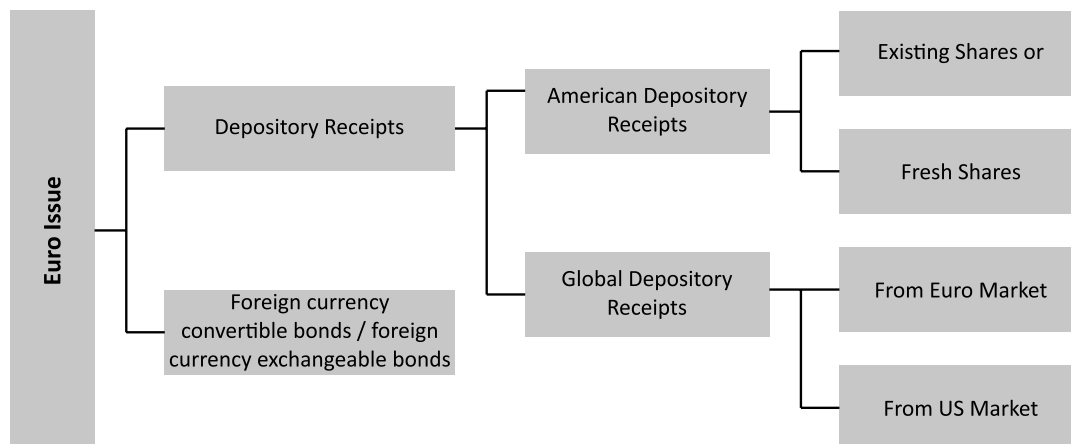 Euro Issue
Depository Receipts
Foreign currency
convertible bonds / foreign
currency exchangeable bonds
American Depository
Receipts
Global Depository
Receipts
Existing Shares or
Fresh Shares
From Euro Market
From US Market